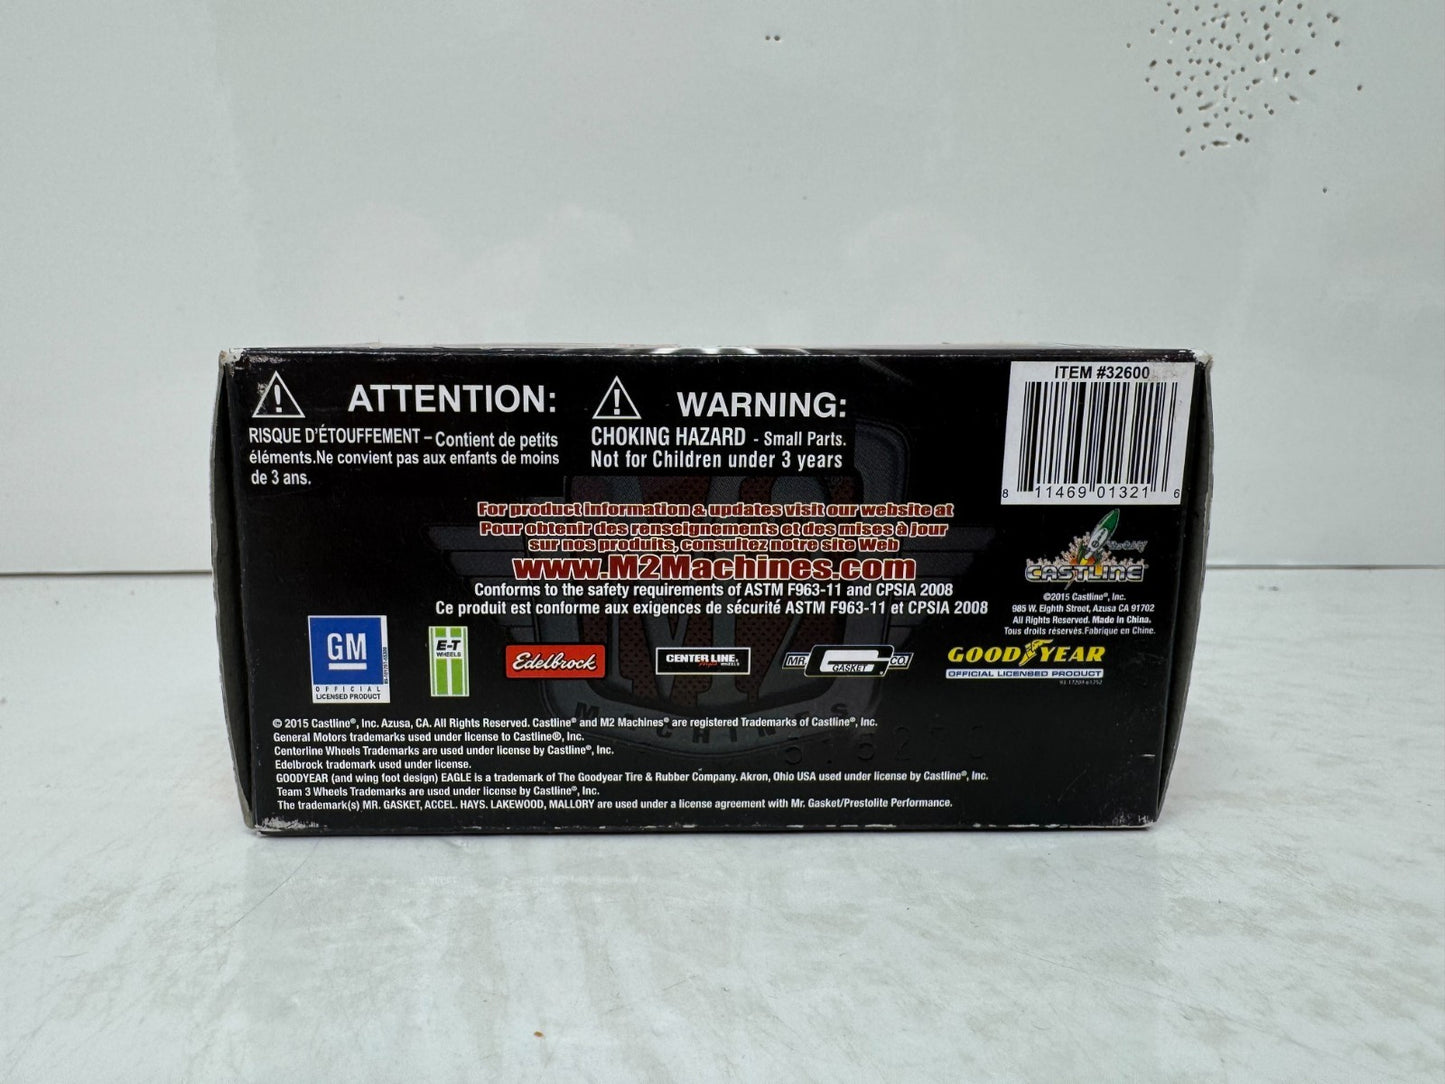 ATTENTION:
RISQUE D'ÉTOUFFEMENT – Contient de petits
éléments.Ne convient pas aux enfants de moins
de 3 ans.
WARNING:
CHOKING HAZARD - Small Parts.
Not for Children under 3 years
ITEM #32600
8 11469 01321 6
For product information & updates visit our website at
Pour obtenir des renseignements et des mises à jour
sur nos produits, consultez notre site Web
www.M2Machines.com
Conforms to the safety requirements of ASTM F963-11 and CPSIA 2008
Ce produit est conforme aux exigences de sécurité ASTM F963-11 et CPSIA 2008
CASTLINE
©2015 Castline®, Inc.
985 W. Eighth Street, Azusa CA 91702
All Rights Reserved. Made in China.
Tous droits réservés.Fabrique en Chine.
GM
OFFICIAL
LICENSED PRODUCT
E-T
WHEELS
Edelbrock
CENTER LINE.
WHEELS
MR. GASKET CO.
GOODYEAR
OFFICIAL LICENSED PRODUCT
M2
MACHINES
© 2015 Castline®, Inc. Azusa, CA. All Rights Reserved. Castline® and M2 Machines® are registered Trademarks of Castline®, Inc.
General Motors trademarks used under license to Castline®, Inc.
Centerline Wheels Trademarks are used under license by Castline®, Inc.
Edelbrock trademark used under license.
GOODYEAR (and wing foot design) EAGLE is a trademark of The Goodyear Tire & Rubber Company. Akron, Ohio USA used under license by Castline®, Inc.
Team 3 Wheels Trademarks are used under license by Castline®, Inc.
The trademark(s) MR. GASKET, ACCEL. HAYS. LAKEWOOD, MALLORY are used under a license agreement with Mr. Gasket/Prestolite Performance.